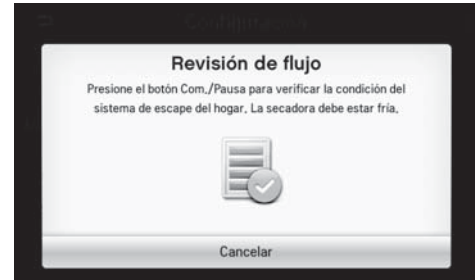 Configuración
Revisión de flujo
Presione el botón Com./Pausa para verificar la condición del
sistema de escape del hogar. La secadora debe estar fría.
Cancelar